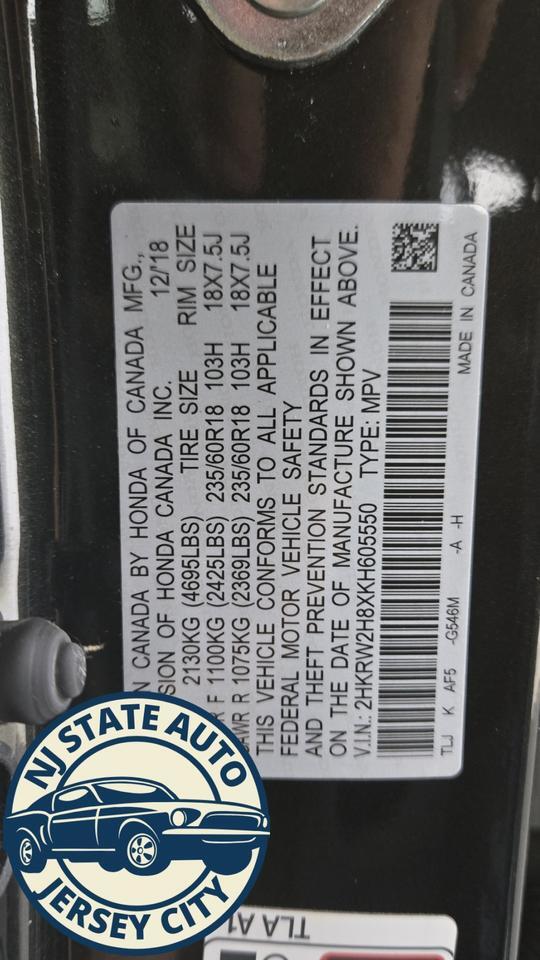 N CANADA BY HONDA OF CANADA MFG.,
SION OF HONDA CANADA INC. 12/'18
2130KG (4695LBS) TIRE SIZE RIM SIZE
R F 1100KG (2425LBS) 235/60R18 103H 18X7.5J
AWR R 1075KG (2369LBS) 235/60R18 103H 18X7.5J
THIS VEHICLE CONFORMS TO ALL APPLICABLE
FEDERAL MOTOR VEHICLE SAFETY
AND THEFT PREVENTION STANDARDS IN EFFECT
ON THE DATE OF MANUFACTURE SHOWN ABOVE.
V.I.N.: 2HKRW2H8XKH605550 TYPE: MPV
TLJ K AF5 -G546M -A -H
MADE IN CANADA
NJ STATE AUTO
JERSEY CITY
TLA A1